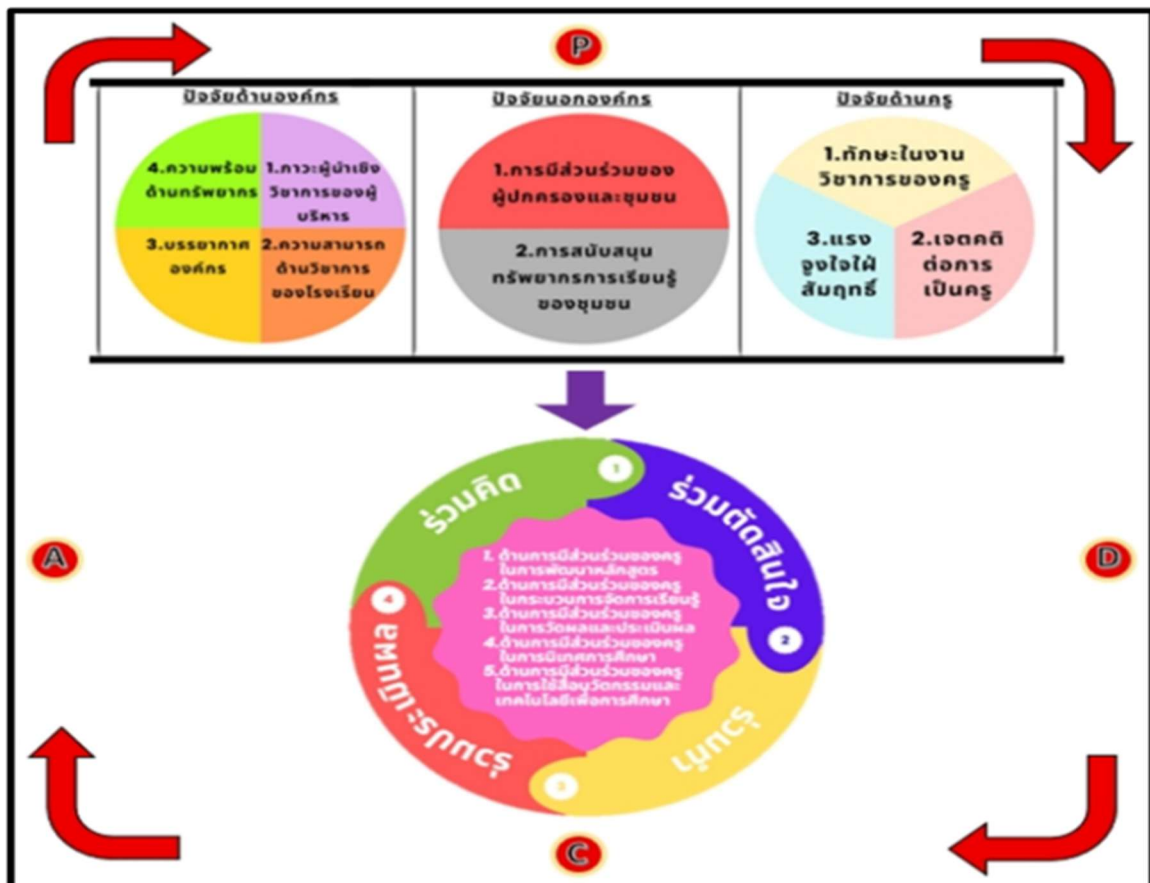 P
ปัจจัยด้านองค์กร
4.ความพร้อม
ด้านทรัพยากร
1.ภาวะผู้นำเชิง
วิชาการของผู้
บริหาร
3.บรรยากาศ
องค์กร
2.ความสามารถ
ด้านวิชาการ
ของโรงเรียน
ปัจจัยนอกองค์กร
1.การมีส่วนร่วมของ
ผู้ปกครองและชุมชน
2.การสนับสนุน
ทรัพยากรการเรียนรู้
ของชุมชน
ปัจจัยด้านครู
1.ทักษะในงาน
วิชาการของครู
3.แรง
จูงใจใฝ่
สัมฤทธิ์
2.เจตคติ
ต่อการ
เป็นครู
ร่วมคิด
1
ร่วมตัดสินใจ
2
ร่วมทำ
3
ร่วมประเมินผล
4
1. ด้านการมีส่วนร่วมของครู
ในการพัฒนาหลักสูตร
2.ด้านการมีส่วนร่วมของครู
ในกระบวนการจัดการเรียนรู้
3.ด้านการมีส่วนร่วมของครู
ในการวัดผลและประเมินผล
4.ด้านการมีส่วนร่วมของครู
ในการนิเทศการศึกษา
5.ด้านการมีส่วนร่วมของครู
ในการใช้สื่อนวัตกรรมและ
เทคโนโลยีเพื่อการศึกษา
A
D
C